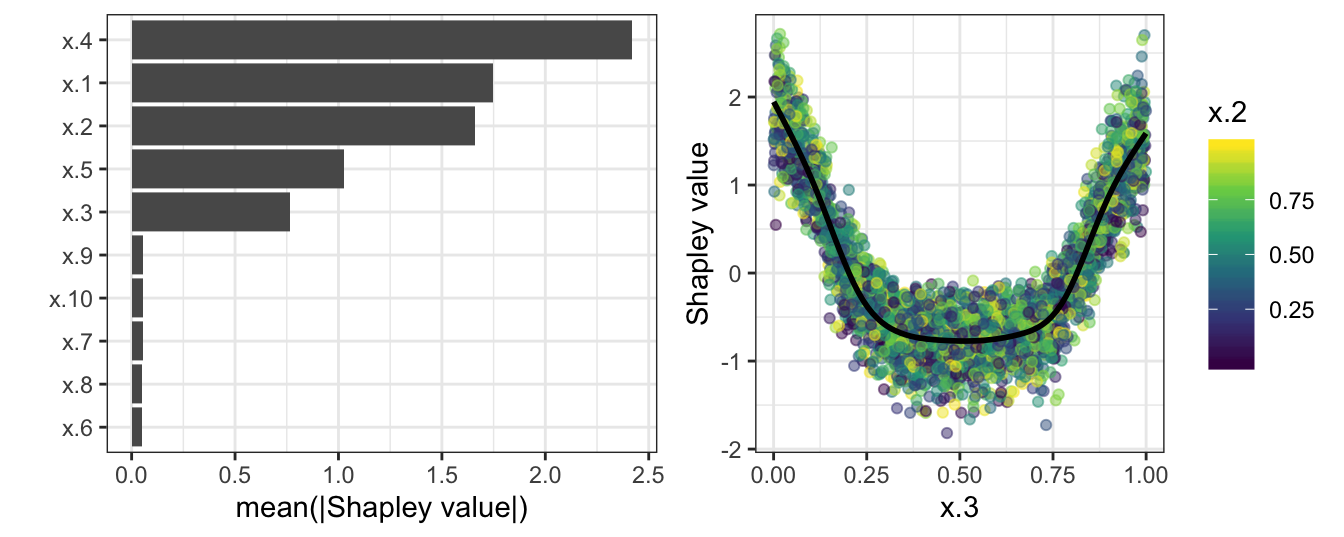 x.4
x.1
x.2
x.5
x.3
x.9
x.10
x.7
x.8
x.6
0.0 0.5 1.0 1.5 2.0 2.5
mean(|Shapley value|)
Shapley value
2
1
0
-1
-2
0.00 0.25 0.50 0.75 1.00
x.3
x.2
0.75
0.50
0.25